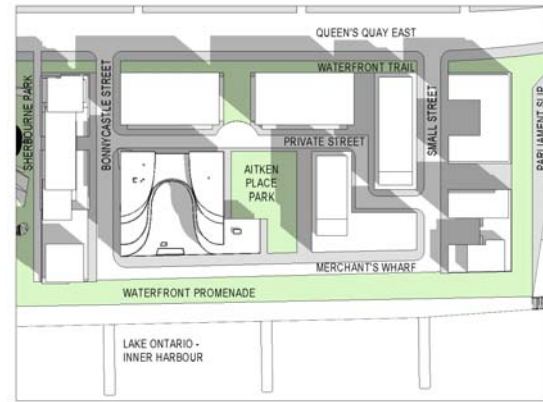 QUEEN'S QUAY EAST
WATERFRONT TRAIL
SHERBOURNE PARK
BONNYCASTLE STREET
SMALL STREET
PARLIAMENT SLIP
PRIVATE STREET
AITKEN
PLACE
PARK
MERCHANT'S WHARF
WATERFRONT PROMENADE
LAKE ONTARIO -
INNER HARBOUR